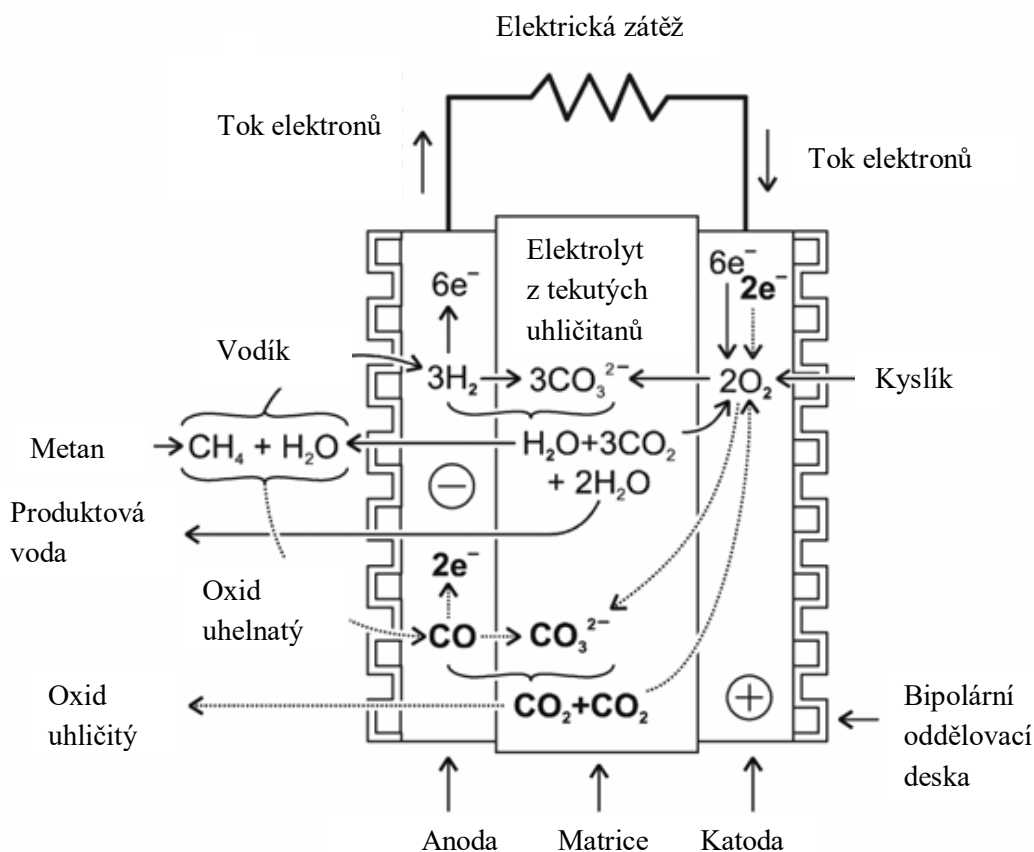 Elektrická zátěž
Tok elektronů
Tok elektronů
Elektrolyt
z tekutých
uhličitanů
6e⁻
6e⁻
2e⁻
Vodík
3H₂
3CO₃²⁻
2O₂
Kyslík
Metan
CH₄ + H₂O
H₂O+3CO₂
+ 2H₂O
−
Produktová
voda
2e⁻
Oxid
uhelnatý
CO
CO₃²⁻
Oxid
uhličitý
CO₂+CO₂
+
Bipolární
oddělovací
deska
Anoda
Matrice
Katoda